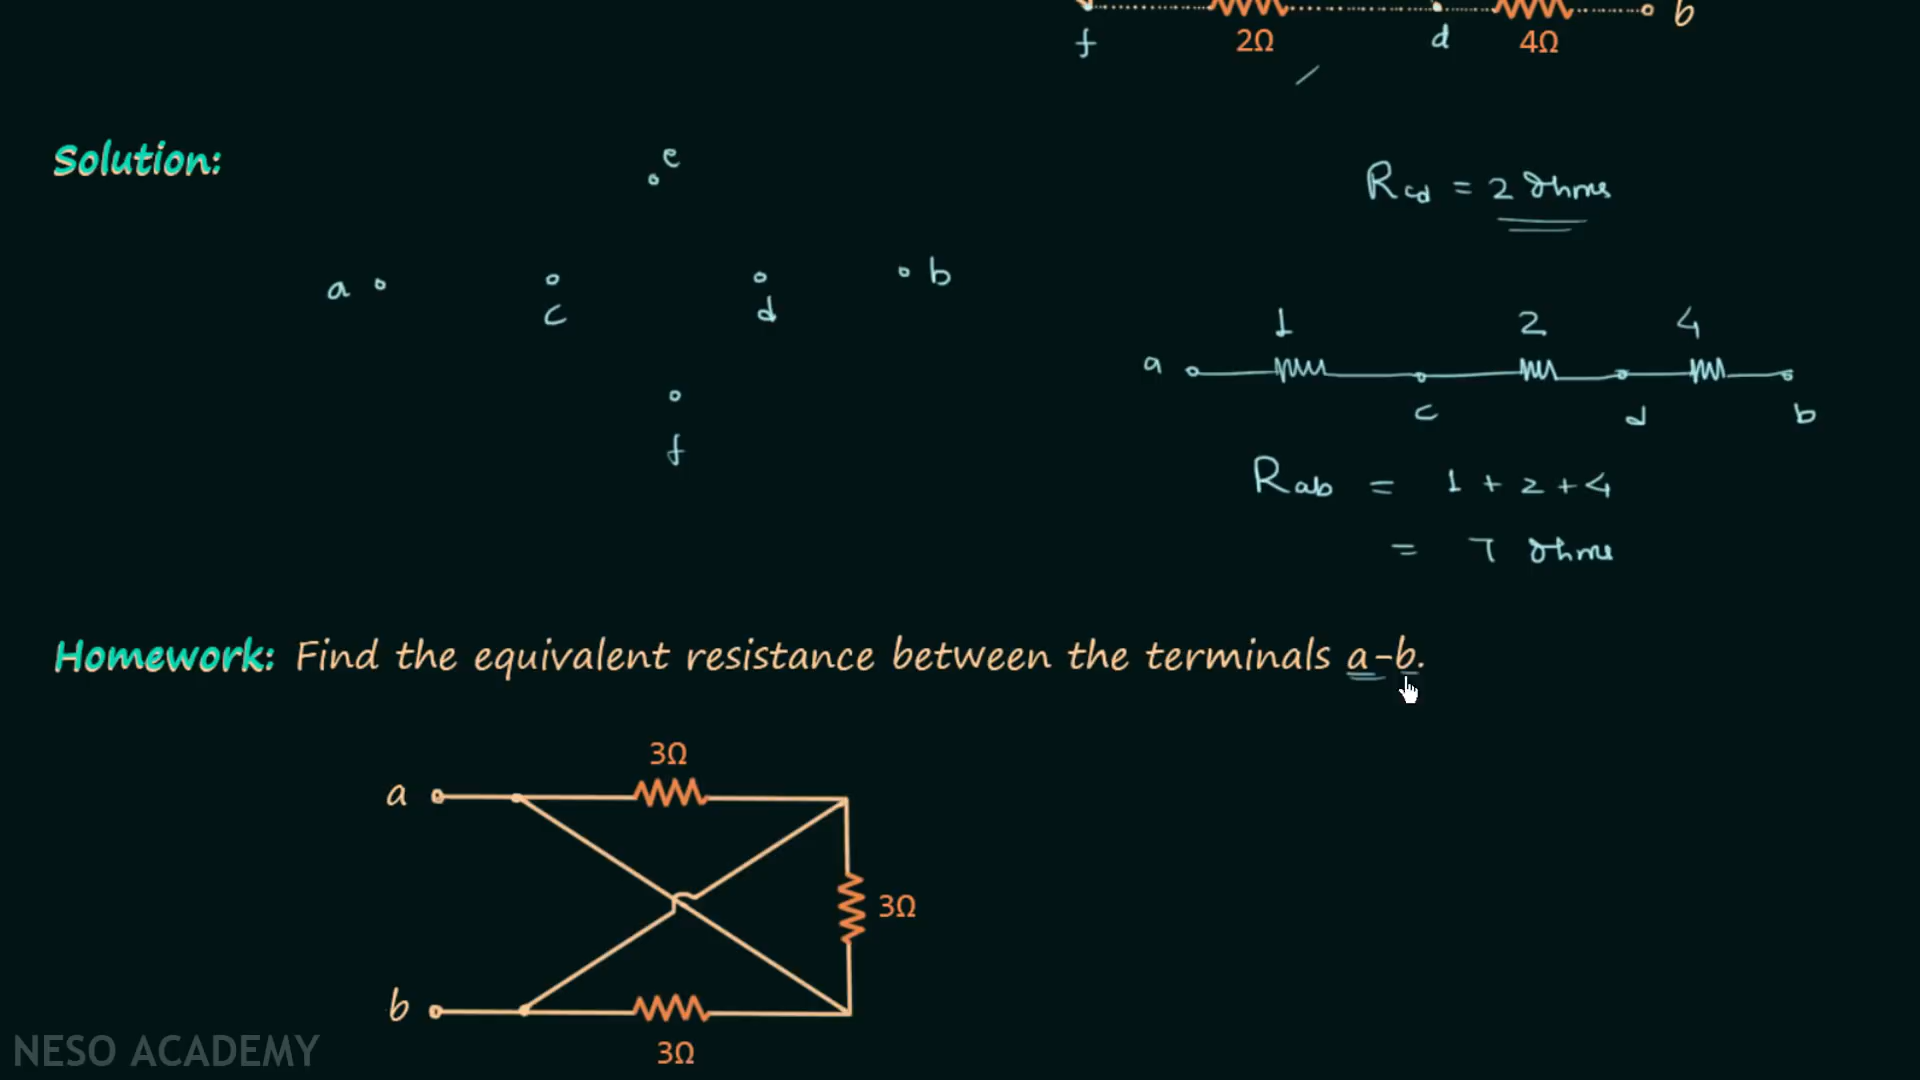 f 2Ω d 4Ω b
Solution:
e
a c d b
f
Rcd = 2 ohms
1 2 4
a c d b
Rab = 1 + 2 + 4
= 7 ohms
Homework: Find the equivalent resistance between the terminals a-b.
3Ω
a
3Ω
b
3Ω
NESO ACADEMY